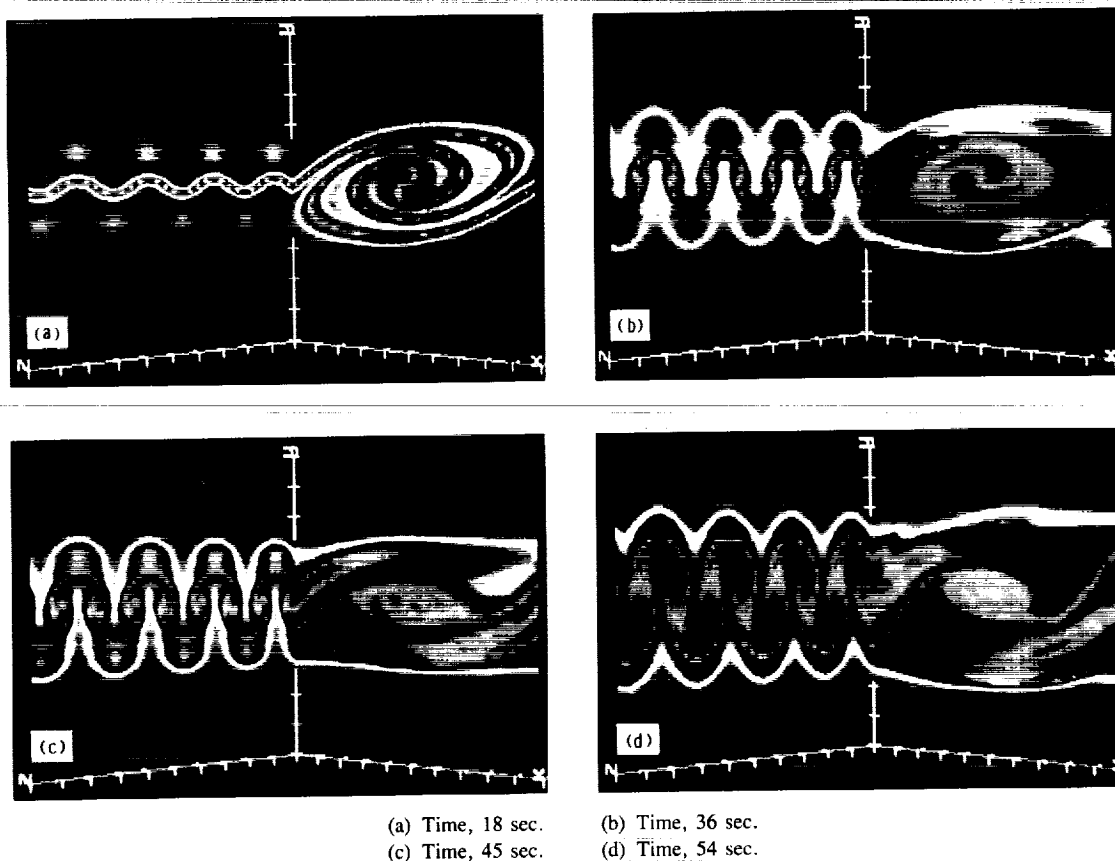 (a)
(b)
(c)
(d)
(a) Time, 18 sec. (b) Time, 36 sec.
(c) Time, 45 sec. (d) Time, 54 sec.